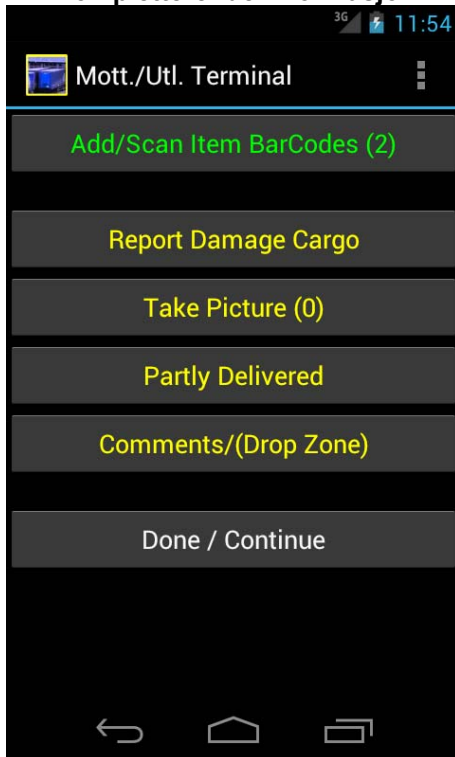 3G 11:54
Mott./Utl. Terminal
Add/Scan Item BarCodes (2)
Report Damage Cargo
Take Picture (0)
Partly Delivered
Comments/(Drop Zone)
Done / Continue